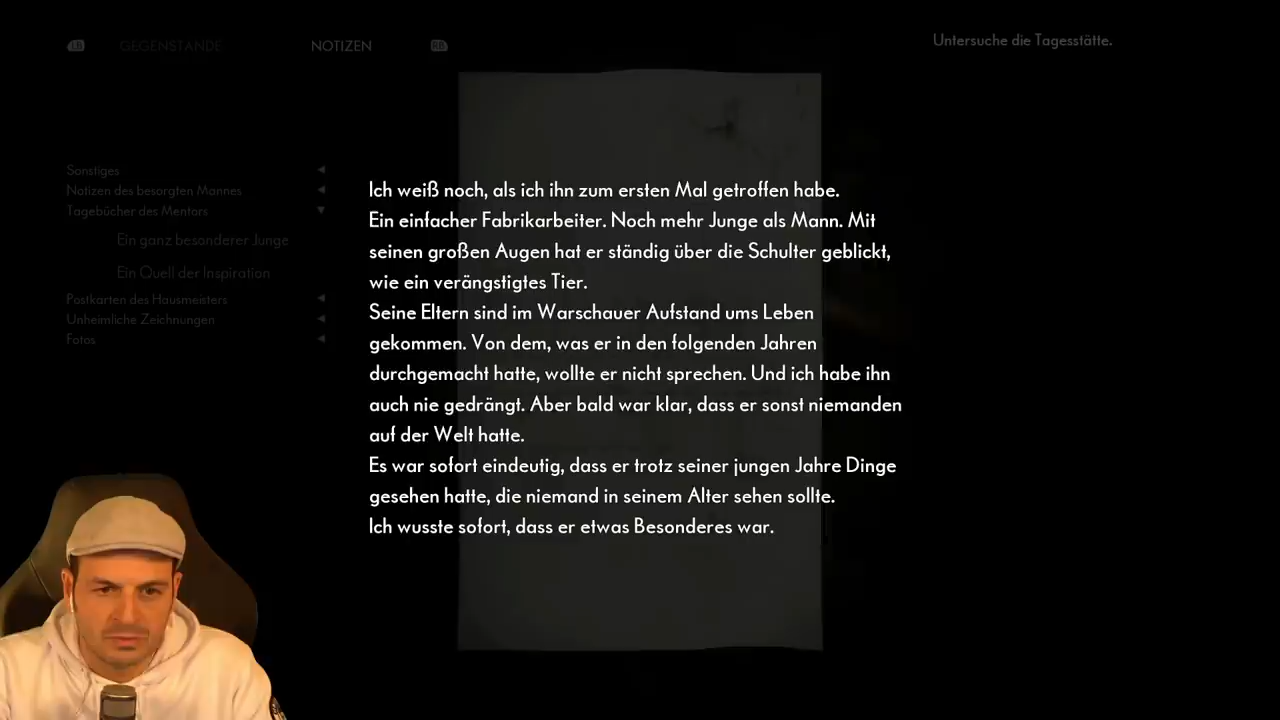 LB GEGENSTÄNDE NOTIZEN RB
Untersuche die Tagesstätte.
Sonstiges
Notizen des besorgten Mannes
Tagebücher des Mentors
Ein ganz besonderer Junge
Ein Quell der Inspiration
Postkarten des Hausmeisters
Unheimliche Zeichnungen
Fotos
Ich weiß noch, als ich ihn zum ersten Mal getroffen habe.
Ein einfacher Fabrikarbeiter. Noch mehr Junge als Mann. Mit
seinen großen Augen hat er ständig über die Schulter geblickt,
wie ein verängstigtes Tier.
Seine Eltern sind im Warschauer Aufstand ums Leben
gekommen. Von dem, was er in den folgenden Jahren
durchgemacht hatte, wollte er nicht sprechen. Und ich habe ihn
auch nie gedrängt. Aber bald war klar, dass er sonst niemanden
auf der Welt hatte.
Es war sofort eindeutig, dass er trotz seiner jungen Jahre Dinge
gesehen hatte, die niemand in seinem Alter sehen sollte.
Ich wusste sofort, dass er etwas Besonderes war.